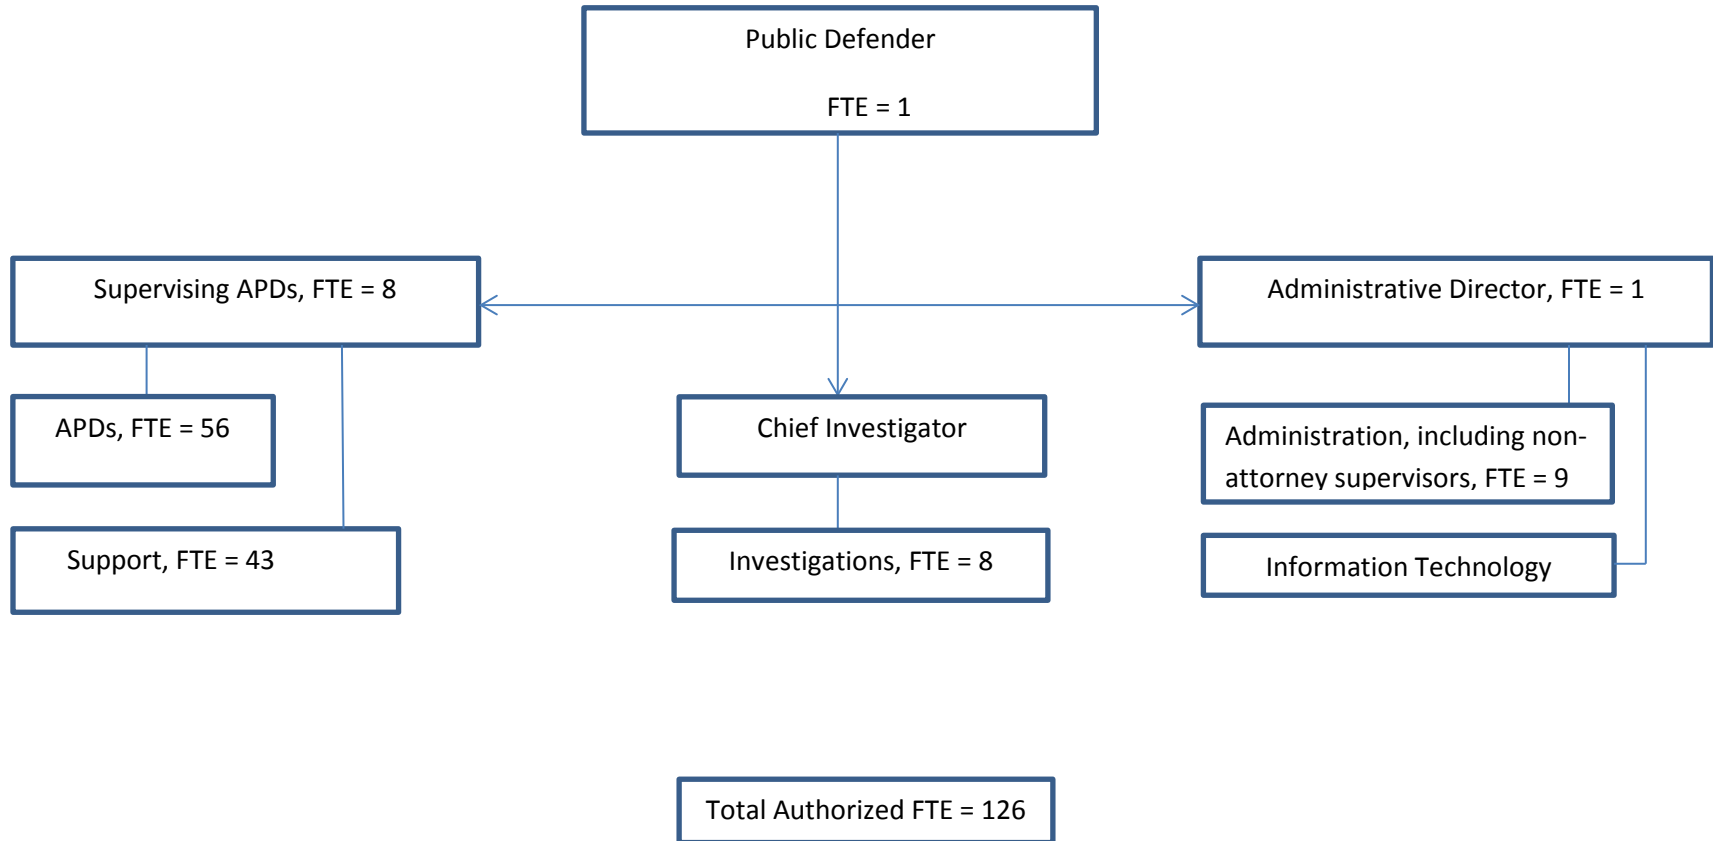 Public Defender
FTE = 1
Supervising APDs, FTE = 8
Administrative Director, FTE = 1
APDs, FTE = 56
Chief Investigator
Administration, including non-
attorney supervisors, FTE = 9
Support, FTE = 43
Investigations, FTE = 8
Information Technology
Total Authorized FTE = 126